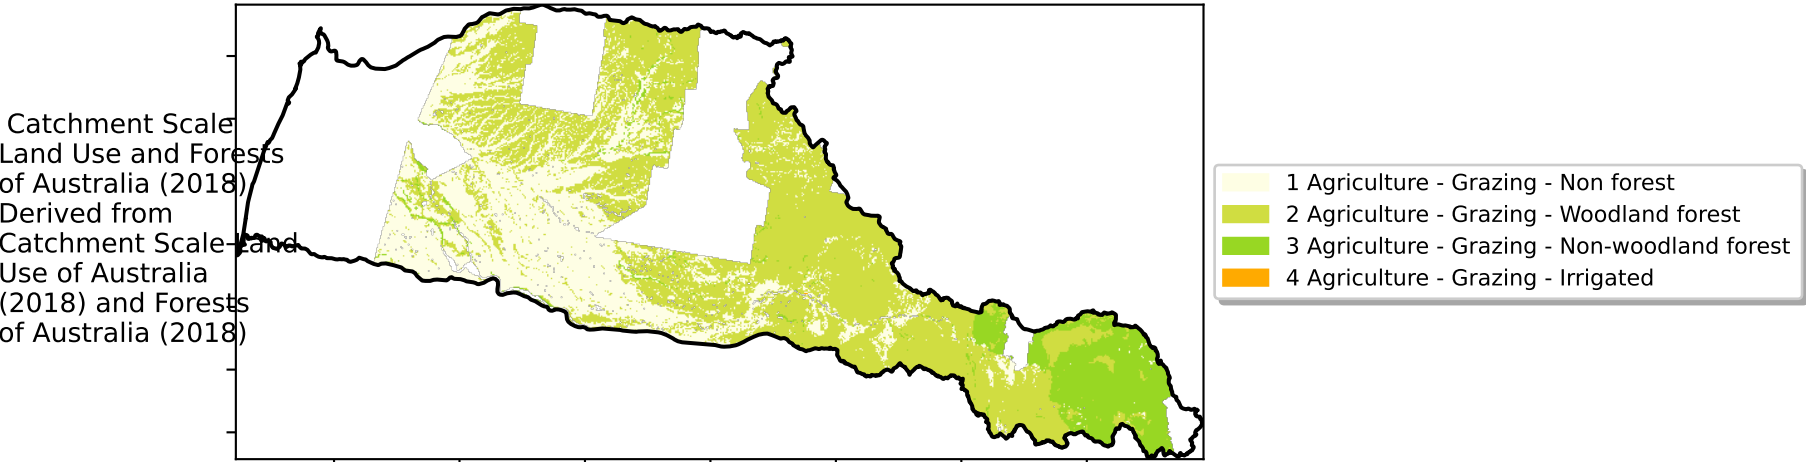 Catchment Scale
Land Use and Forests
of Australia (2018)
Derived from
Catchment Scale Land
Use of Australia
(2018) and Forests
of Australia (2018)
1 Agriculture - Grazing - Non forest
2 Agriculture - Grazing - Woodland forest
3 Agriculture - Grazing - Non-woodland forest
4 Agriculture - Grazing - Irrigated